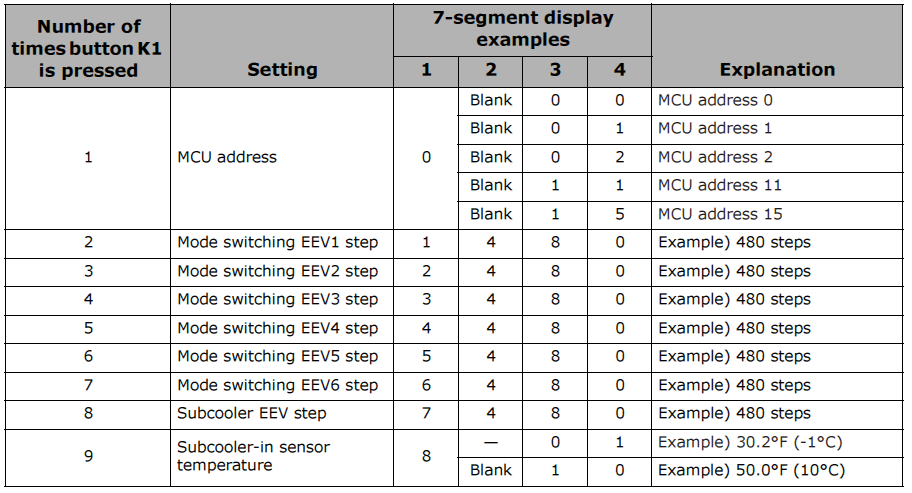 Number of times button K1 is pressed | Setting | 7-segment display examples | Explanation
1 | 2 | 3 | 4
1 | MCU address | 0 | Blank | 0 | 0 | MCU address 0
Blank | 0 | 1 | MCU address 1
Blank | 0 | 2 | MCU address 2
Blank | 1 | 1 | MCU address 11
Blank | 1 | 5 | MCU address 15
2 | Mode switching EEV1 step | 1 | 4 | 8 | 0 | Example) 480 steps
3 | Mode switching EEV2 step | 2 | 4 | 8 | 0 | Example) 480 steps
4 | Mode switching EEV3 step | 3 | 4 | 8 | 0 | Example) 480 steps
5 | Mode switching EEV4 step | 4 | 4 | 8 | 0 | Example) 480 steps
6 | Mode switching EEV5 step | 5 | 4 | 8 | 0 | Example) 480 steps
7 | Mode switching EEV6 step | 6 | 4 | 8 | 0 | Example) 480 steps
8 | Subcooler EEV step | 7 | 4 | 8 | 0 | Example) 480 steps
9 | Subcooler-in sensor temperature | 8 | — | 0 | 1 | Example) 30.2°F (-1°C)
Blank | 1 | 0 | Example) 50.0°F (10°C)